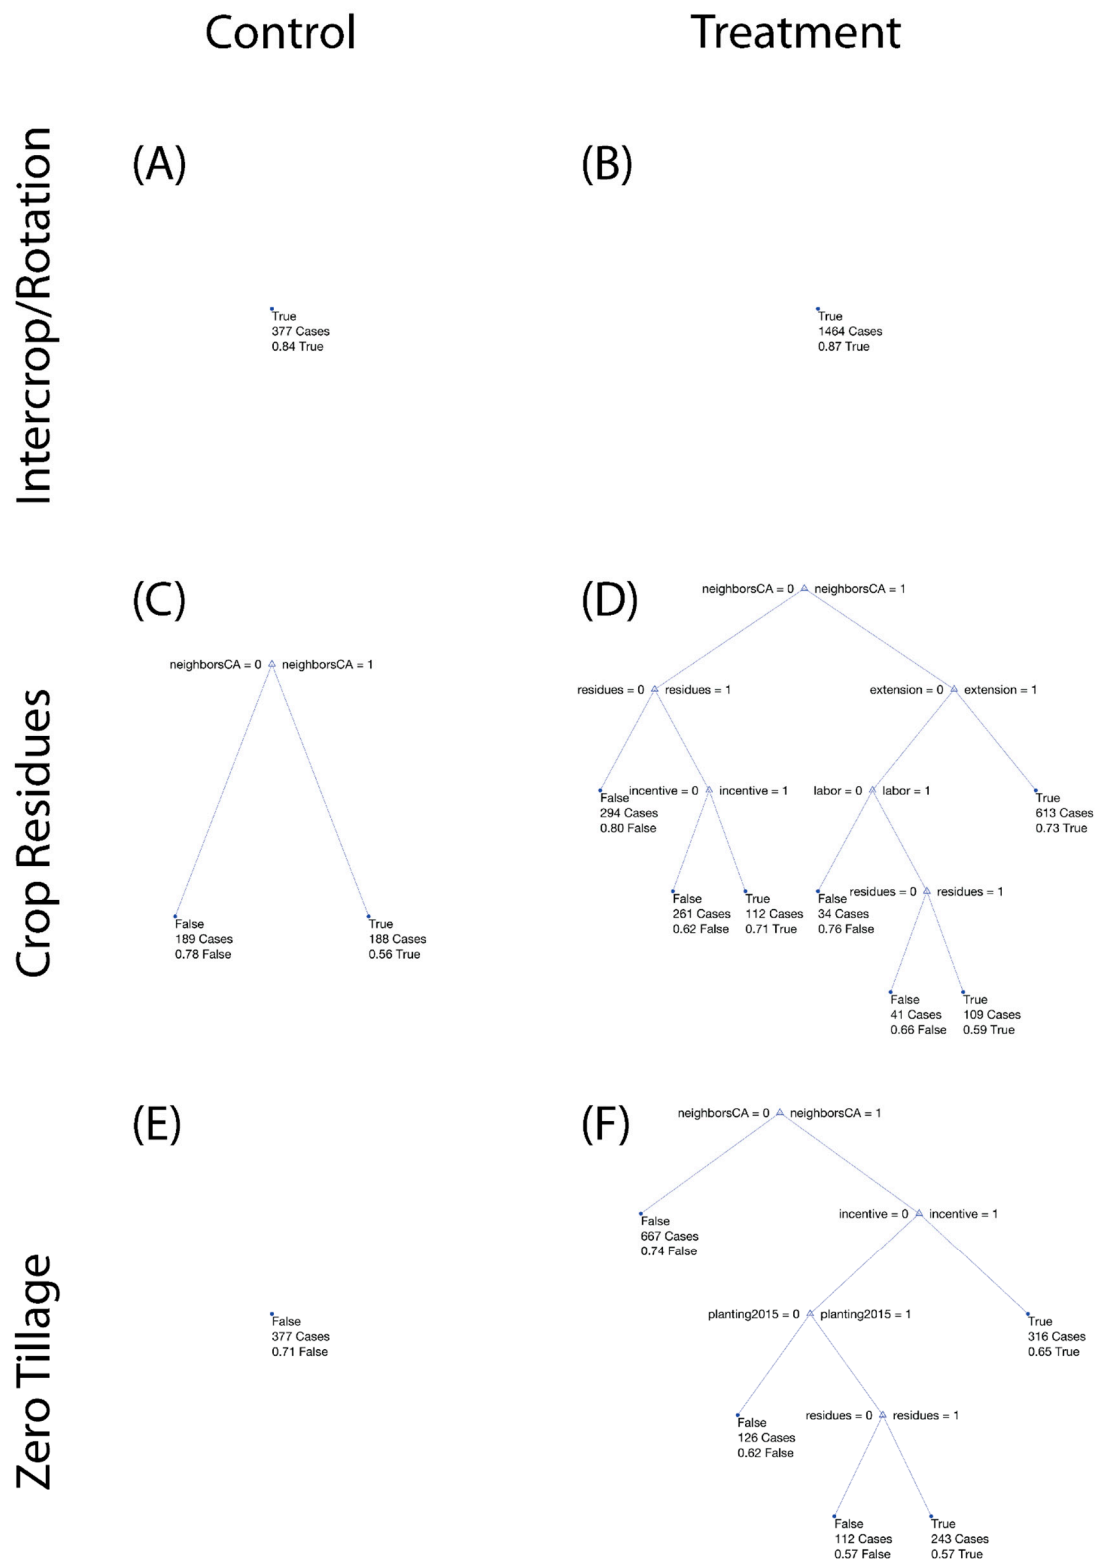 Control
Treatment
Intercrop/Rotation
(A)
True
377 Cases
0.84 True
(B)
True
1464 Cases
0.87 True
Crop Residues
(C)
neighborsCA = 0 neighborsCA = 1
False
189 Cases
0.78 False
True
188 Cases
0.56 True
(D)
neighborsCA = 0 neighborsCA = 1
residues = 0 residues = 1
extension = 0 extension = 1
False
294 Cases
0.80 False
incentive = 0 incentive = 1
labor = 0 labor = 1
True
613 Cases
0.73 True
False
261 Cases
0.62 False
True
112 Cases
0.71 True
False
34 Cases
0.76 False
residues = 0 residues = 1
False
41 Cases
0.66 False
True
109 Cases
0.59 True
Zero Tillage
(E)
False
377 Cases
0.71 False
(F)
neighborsCA = 0 neighborsCA = 1
False
667 Cases
0.74 False
incentive = 0 incentive = 1
planting2015 = 0 planting2015 = 1
True
316 Cases
0.65 True
False
126 Cases
0.62 False
residues = 0 residues = 1
False
112 Cases
0.57 False
True
243 Cases
0.57 True